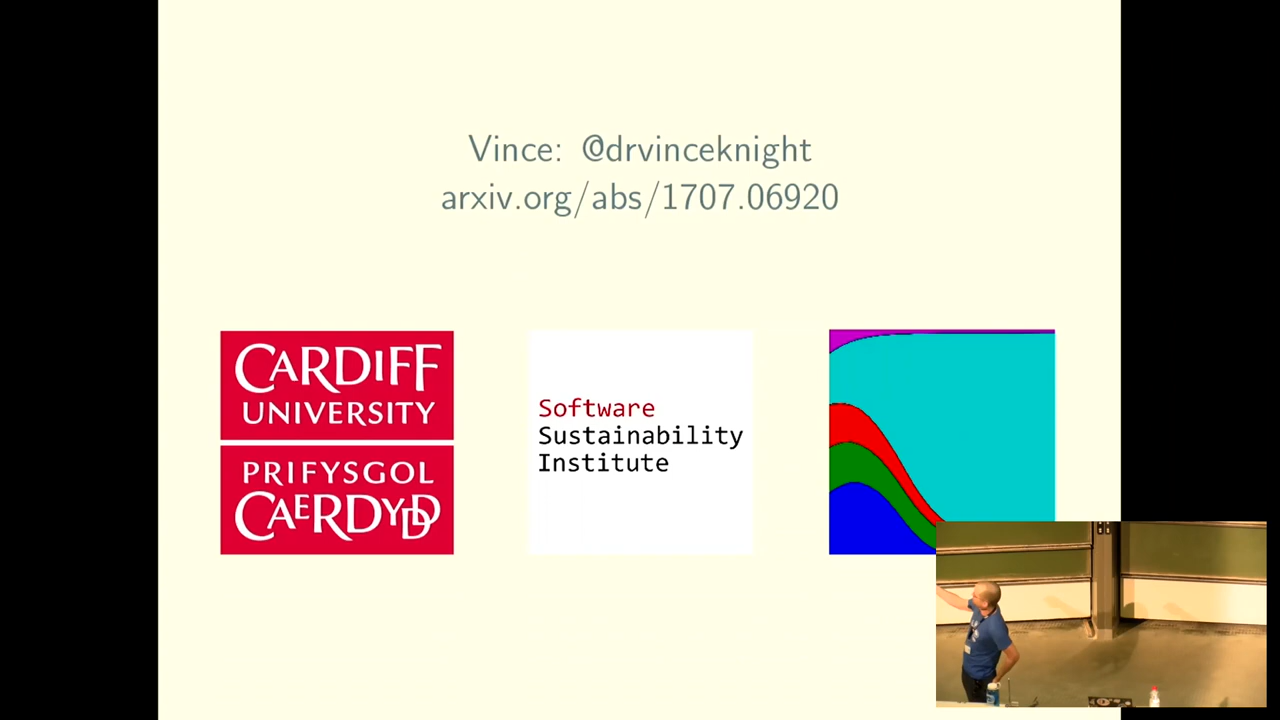 Vince: @drvinceknight
arxiv.org/abs/1707.06920
CARDIFF
UNIVERSITY
PRIFYSGOL
CAERDYDD
Software
Sustainability
Institute